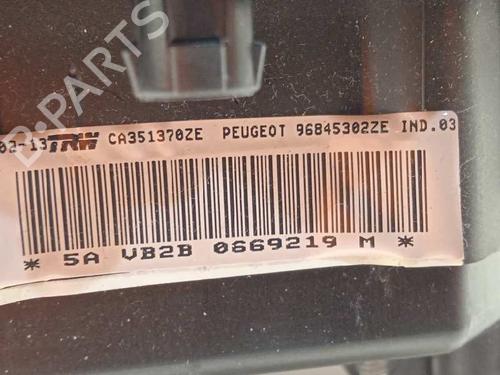 B-PARTS
02-13 TRW CA351370ZE PEUGEOT 96845302ZE IND.03
* 5A VB2B 0669219 M *